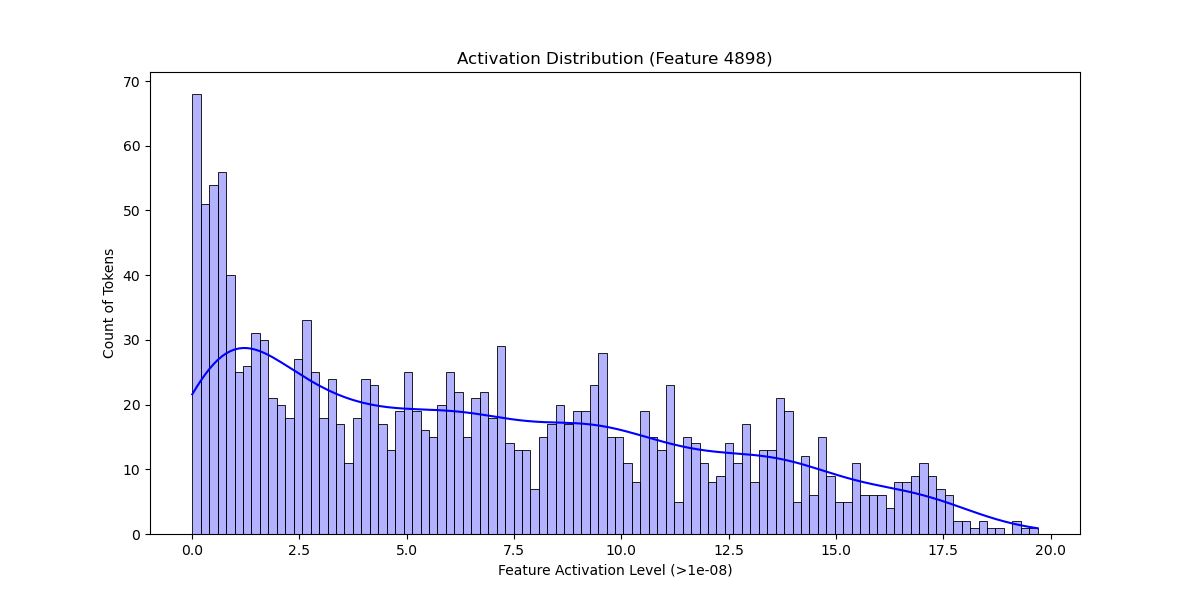 Activation Distribution (Feature 4898)
70
60
50
40
30
20
10
0
Count of Tokens
0.0 2.5 5.0 7.5 10.0 12.5 15.0 17.5 20.0
Feature Activation Level (>1e-08)